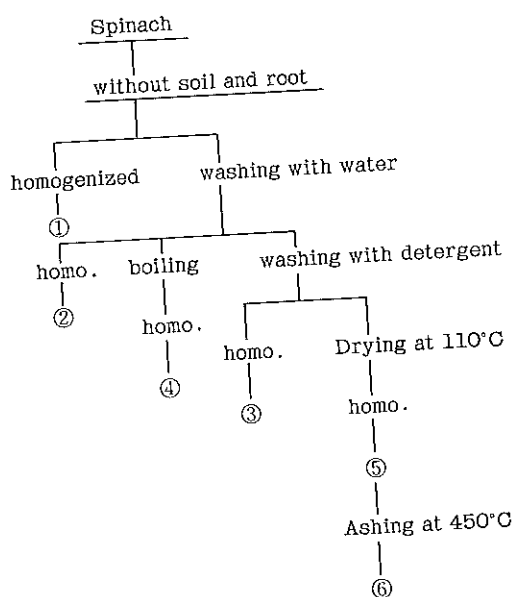 Spinach
without soil and root
homogenized
washing with water
①
homo.
boiling
washing with detergent
②
homo.
④
homo.
③
Drying at 110°C
homo.
⑤
Ashing at 450°C
⑥